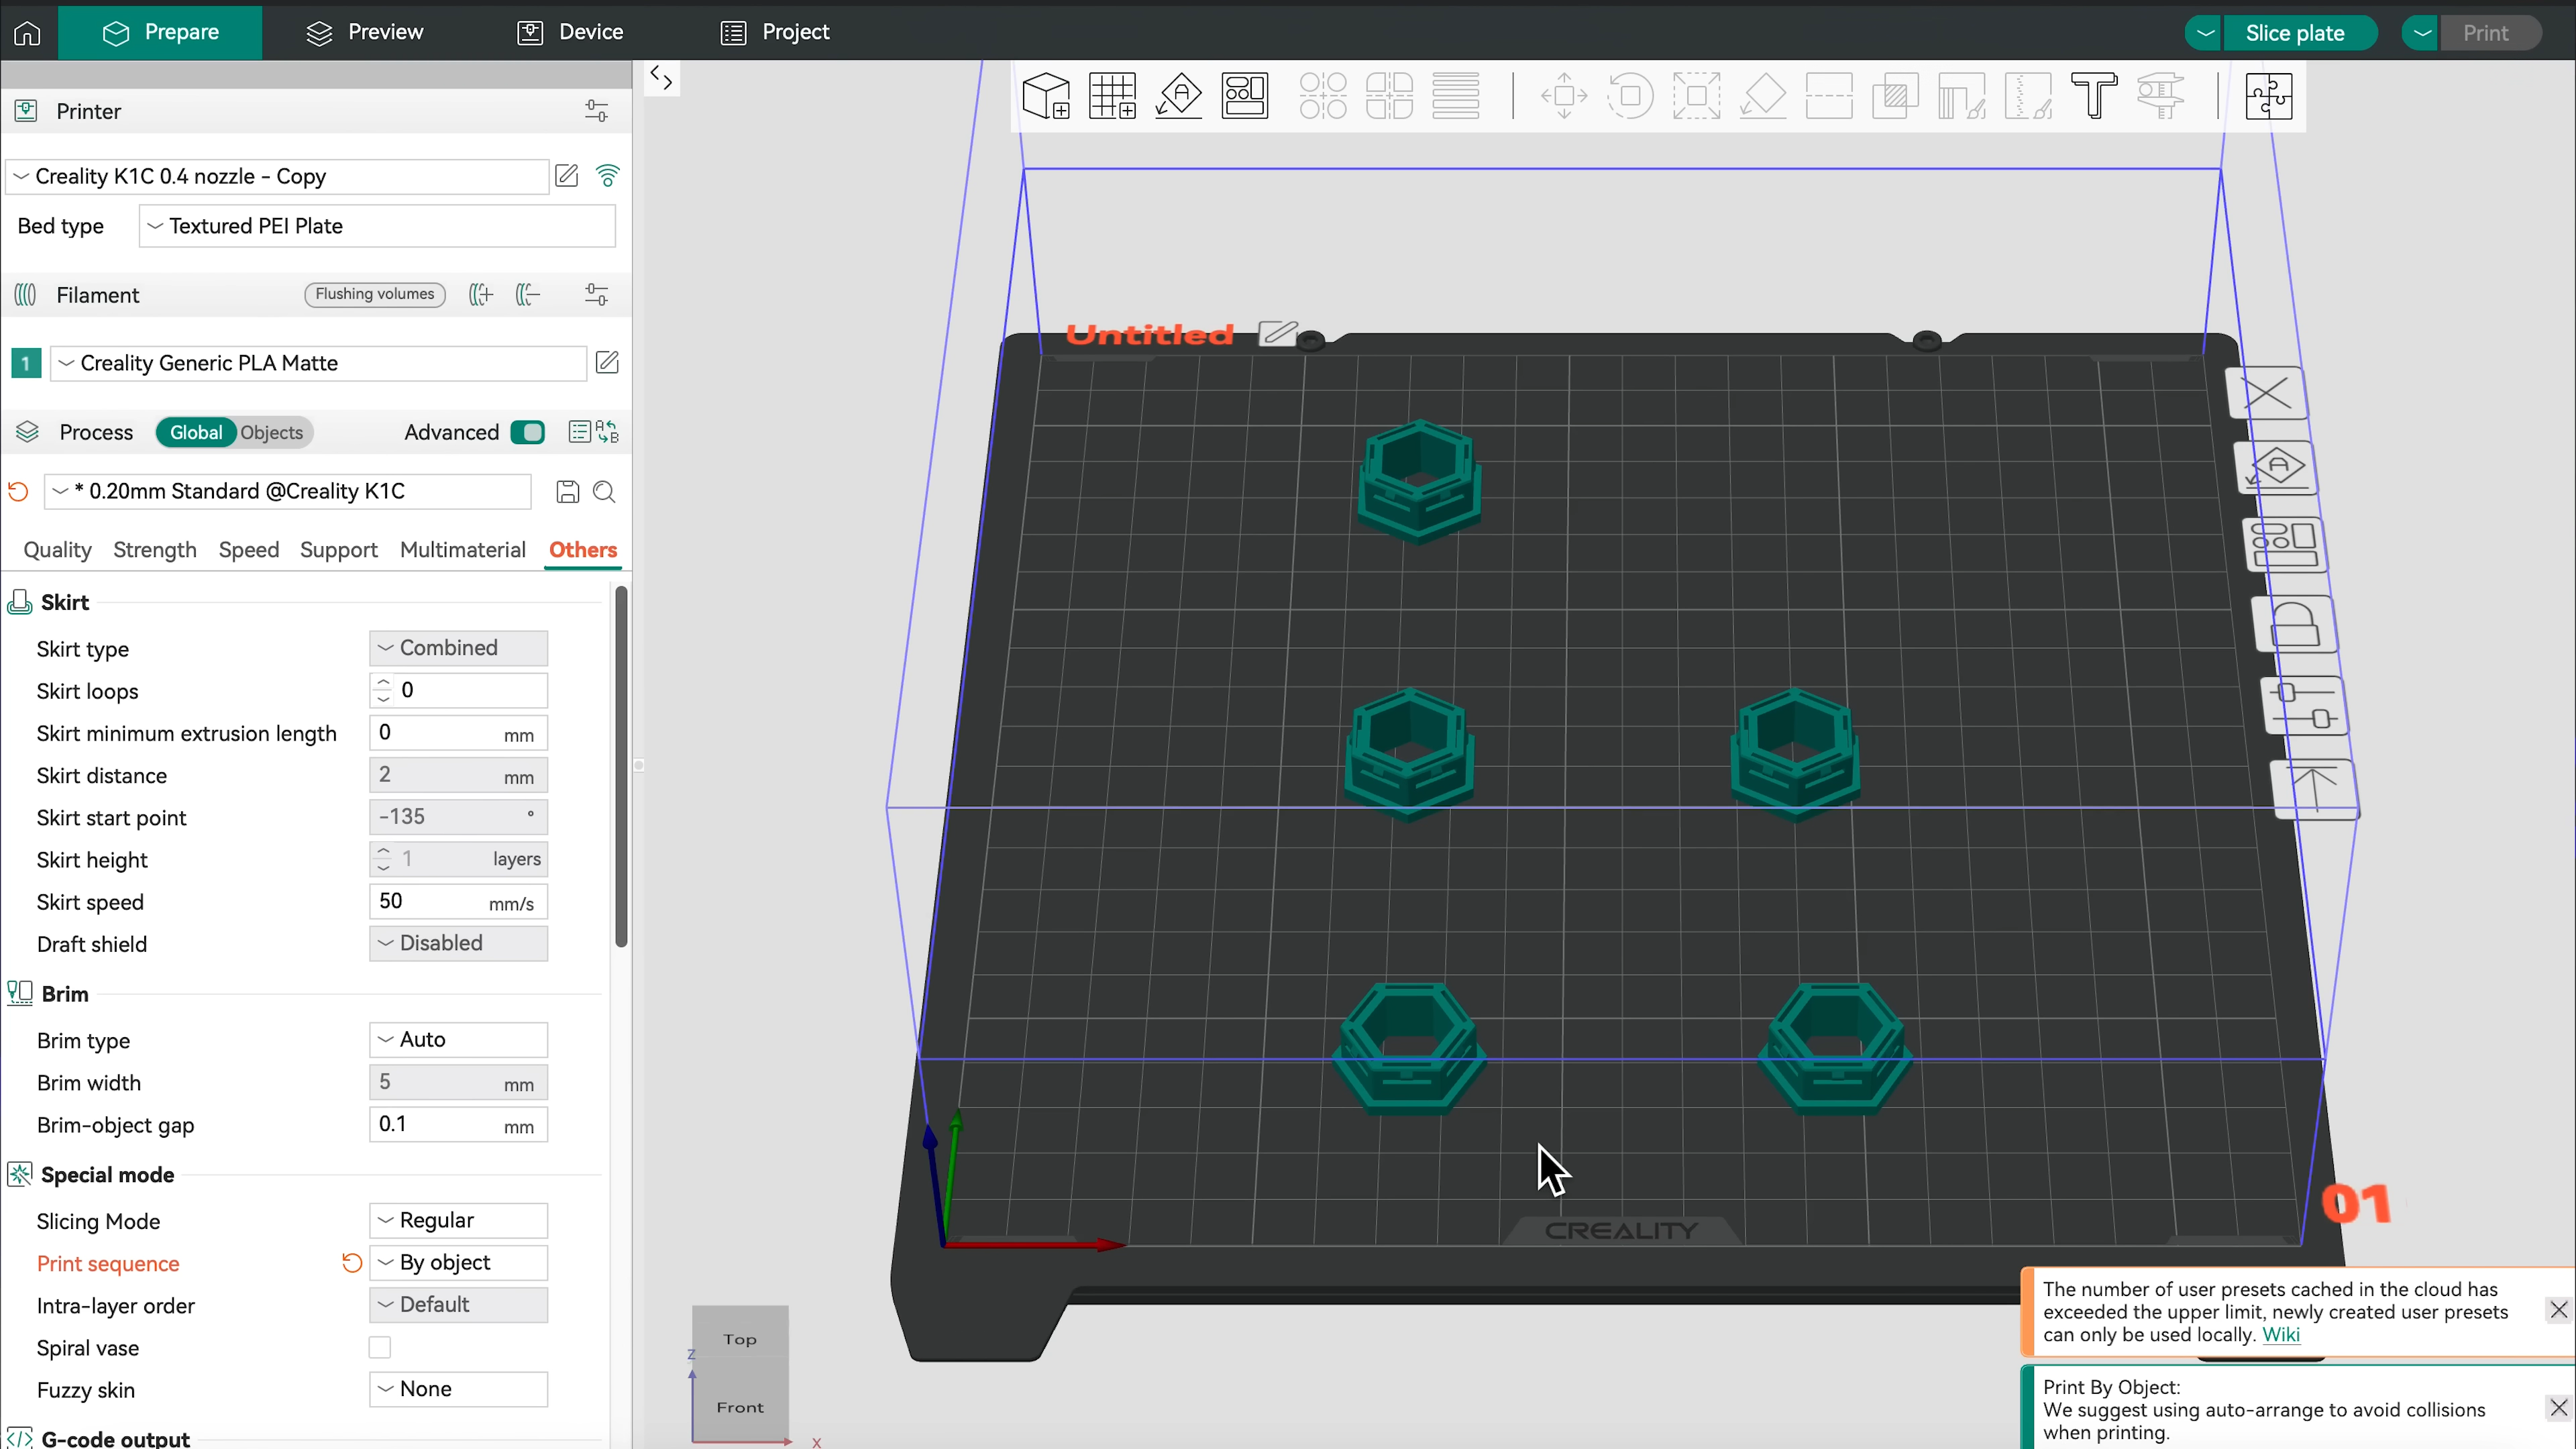 Prepare
Preview
Device
Project
Slice plate
Print
Printer
Creality K1C 0.4 nozzle - Copy
Bed type
Textured PEI Plate
Filament
Flushing volumes
1
Creality Generic PLA Matte
Process
Global
Objects
Advanced
* 0.20mm Standard @Creality K1C
Quality
Strength
Speed
Support
Multimaterial
Others
Skirt
Skirt type
Combined
Skirt loops
0
Skirt minimum extrusion length
0 mm
Skirt distance
2 mm
Skirt start point
-135 °
Skirt height
1 layers
Skirt speed
50 mm/s
Draft shield
Disabled
Brim
Brim type
Auto
Brim width
5 mm
Brim-object gap
0.1 mm
Special mode
Slicing Mode
Regular
Print sequence
By object
Intra-layer order
Default
Spiral vase
Fuzzy skin
None
G-code output
Untitled
CREALITY
01
Top
Front
z
x
The number of user presets cached in the cloud has
exceeded the upper limit, newly created user presets
can only be used locally. Wiki
Print By Object:
We suggest using auto-arrange to avoid collisions
when printing.